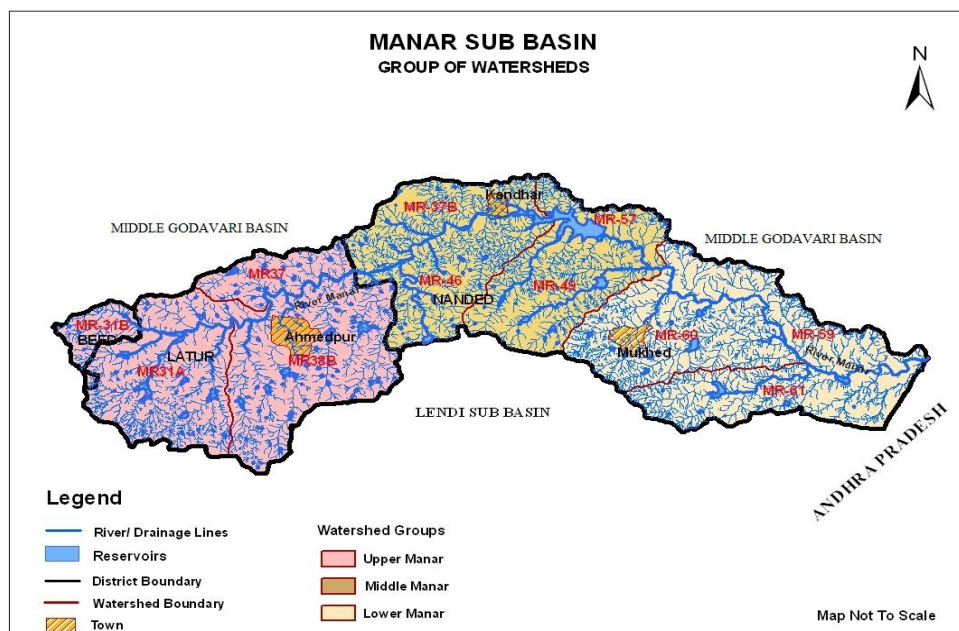 MANAR SUB BASIN
GROUP OF WATERSHEDS
N
Kandhar
MR-37B
MR-57
MIDDLE GODAVARI BASIN
MIDDLE GODAVARI BASIN
MR37
MR-46
MR-49
River Manar
NANDED
MR-31B
BEED
Ahmedpur
MR-60
MR-59
LATUR
Mukhed
MR38B
MR31A
River Manar
MR-61
LENDI SUB BASIN
ANDHRA PRADESH
Legend
River/ Drainage Lines
Reservoirs
District Boundary
Watershed Boundary
Town
Watershed Groups
Upper Manar
Middle Manar
Lower Manar
Map Not To Scale